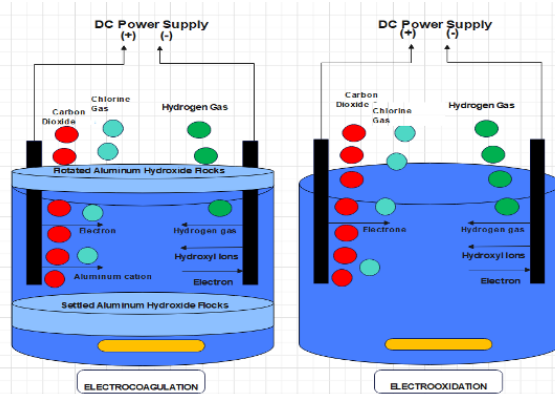 DC Power Supply
(+) (-)
Carbon
Dioxide
Chlorine
Gas
Hydrogen Gas
Flotated Aluminum Hydroxide Flocks
Electron
Hydrogen gas
Hydroxyl Ions
Aluminum cation
Electron
Settled Aluminum Hydroxide Flocks
ELECTROCOAGULATION
DC Power Supply
(+) (-)
Carbon
Dioxide
Chlorine
Gas
Hydrogen Gas
Electrone
Hydrogen gas
Hydroxyl Ions
Electron
ELECTROOXIDATION